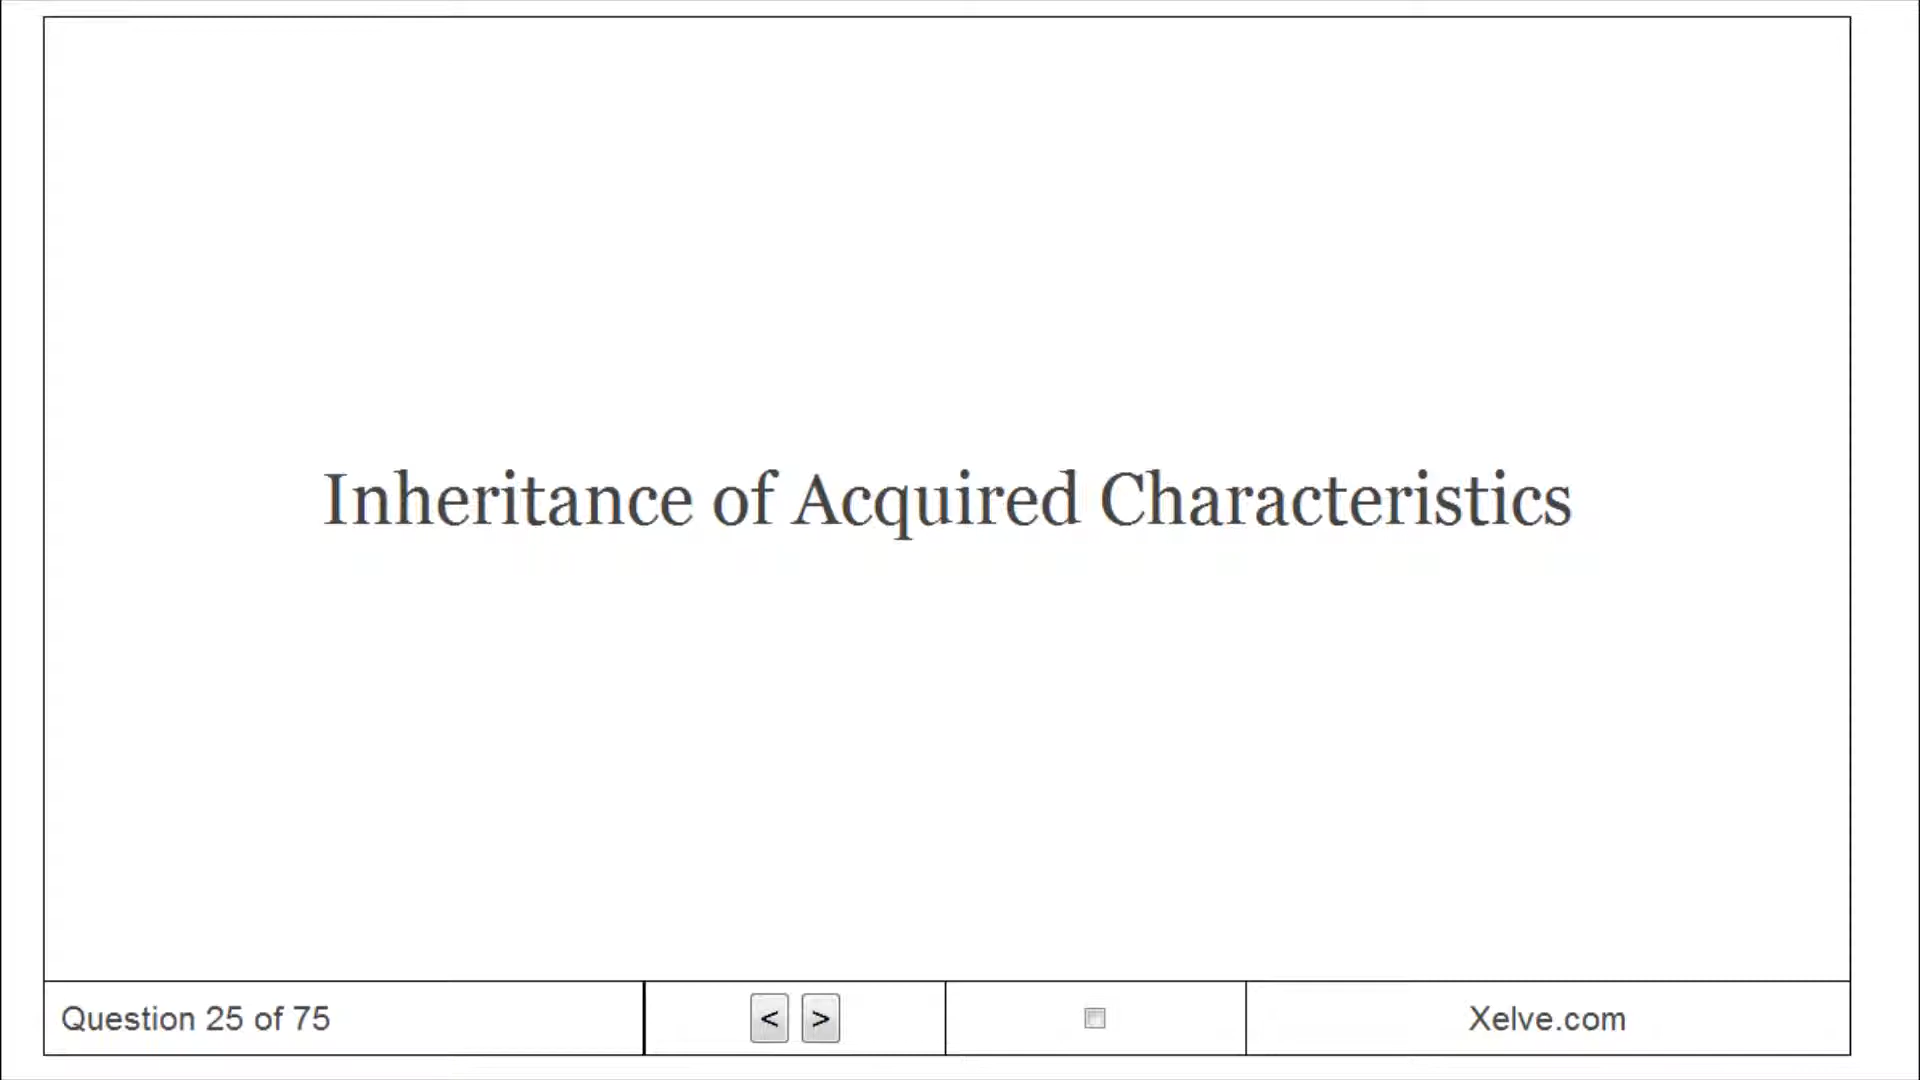 Inheritance of Acquired Characteristics
Question 25 of 75
< >
Xelve.com